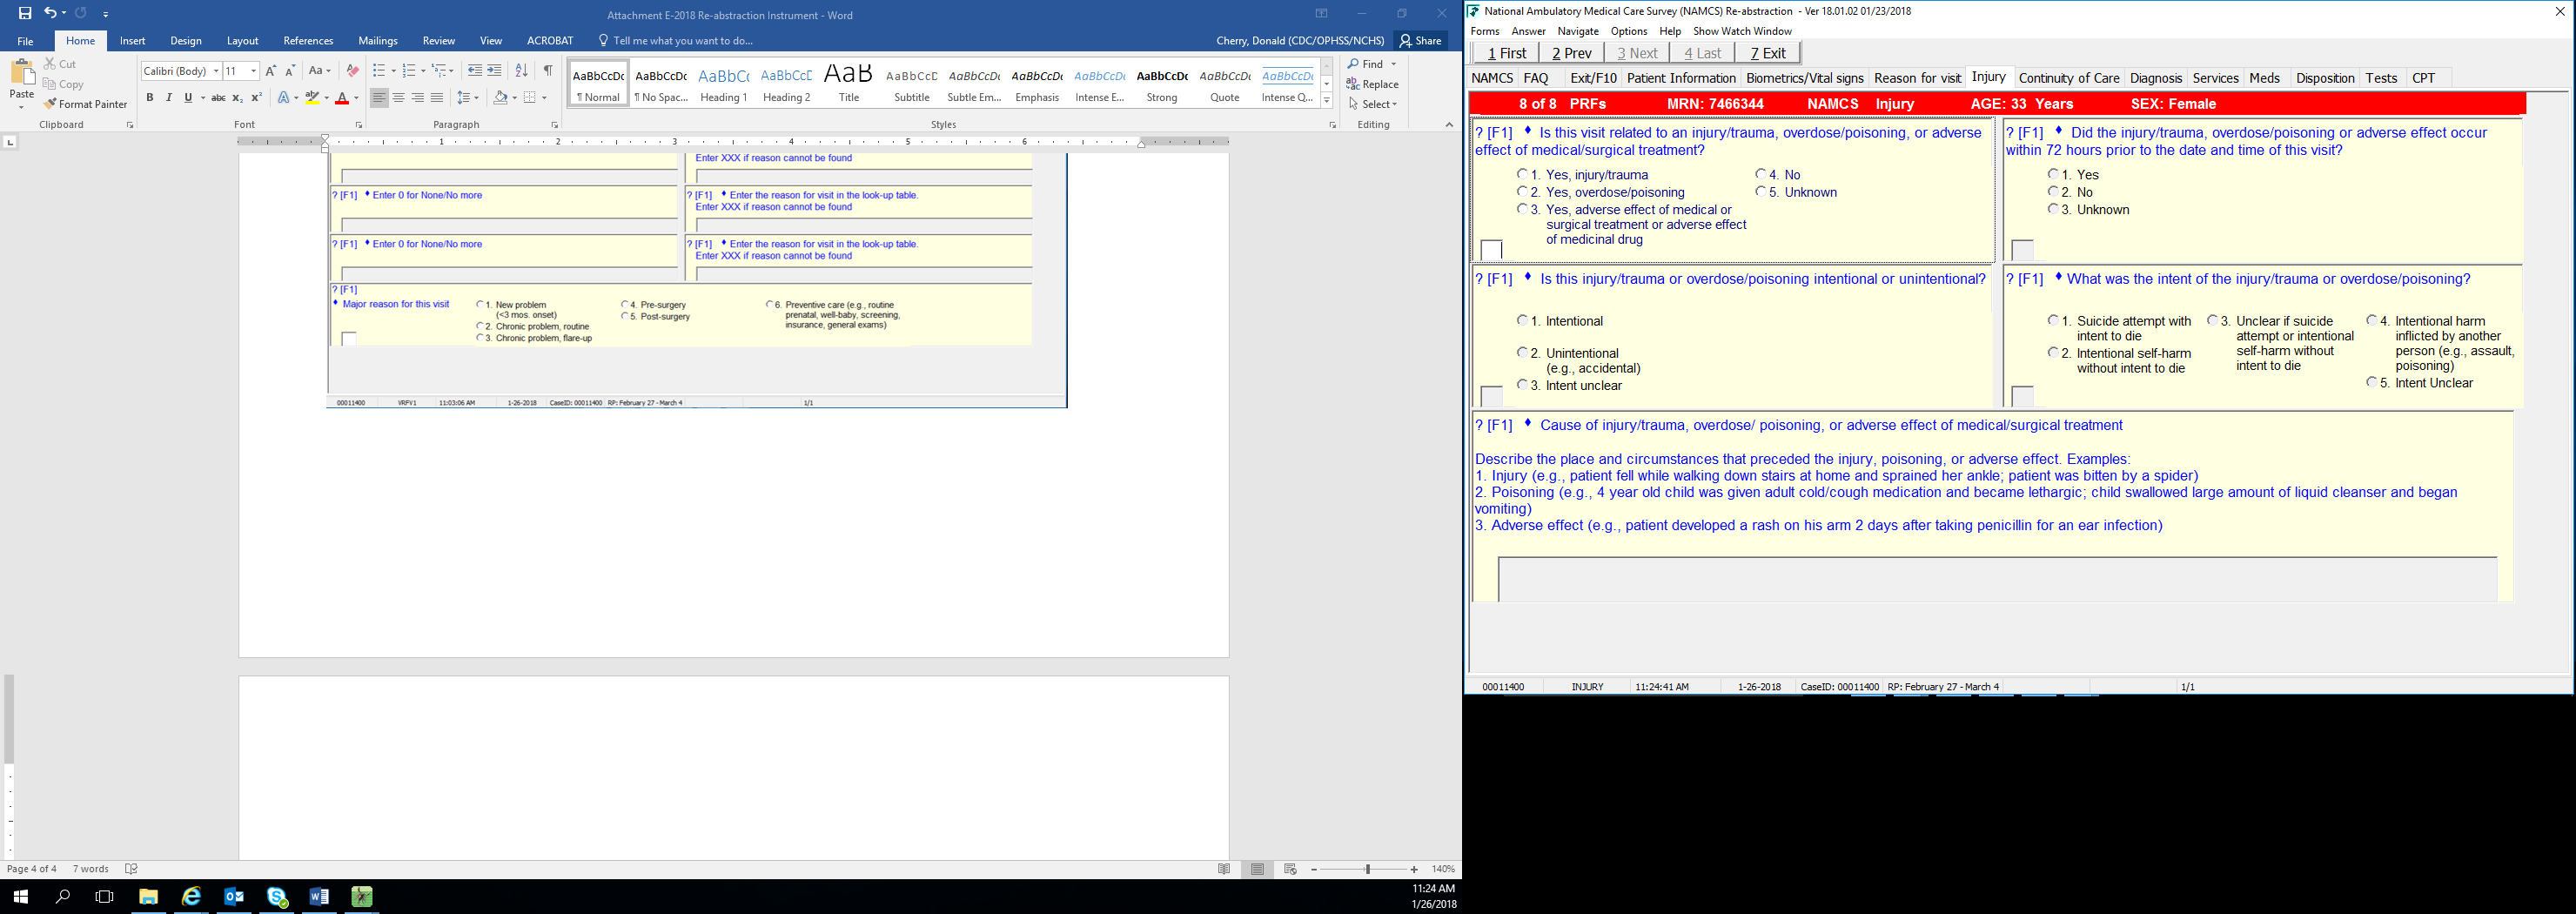 Attachment E-2018 Re-abstraction Instrument - Word
File Home Insert Design Layout References Mailings Review View ACROBAT Tell me what you want to do... Cherry, Donald (CDC/OPHSS/NCHS) Share
Paste
Cut
Copy
Format Painter
Clipboard
Calibri (Body) 11
Font
Paragraph
AaBbCcDc AaBbCcDc AaBbCc AaBbCcE AaB AaBbCcD AaBbCcDc AaBbCcDc AaBbCcDc AaBbCcDc AaBbCcDc AaBbCcDc
¶ Normal ¶ No Spac... Heading 1 Heading 2 Title Subtitle Subtle Em... Emphasis Intense E... Strong Quote Intense Q...
Styles
Find
Replace
Select
Editing
1 2 3 4 5 6
Enter XXX if reason cannot be found Enter XXX if reason cannot be found
? [F1] ♦ Enter 0 for None/No more
? [F1] ♦ Enter the reason for visit in the look-up table.
Enter XXX if reason cannot be found
? [F1] ♦ Enter 0 for None/No more
? [F1] ♦ Enter the reason for visit in the look-up table.
Enter XXX if reason cannot be found
? [F1]
♦ Major reason for this visit
1. New problem
(<3 mos. onset)
2. Chronic problem, routine
3. Chronic problem, flare-up
4. Pre-surgery
5. Post-surgery
6. Preventive care (e.g., routine
prenatal, well-baby, screening,
insurance, general exams)
00011400 VRFV1 11:03:06 AM 1-26-2018 CaseID: 00011400 RP: February 27 - March 4 1/1
Page 4 of 4 7 words 140%
11:24 AM
1/26/2018
National Ambulatory Medical Care Survey (NAMCS) Re-abstraction - Ver 18.01.02 01/23/2018
Forms Answer Navigate Options Help Show Watch Window
1 First 2 Prev 3 Next 4 Last 7 Exit
NAMCS FAQ Exit/F10 Patient Information Biometrics/Vital signs Reason for visit Injury Continuity of Care Diagnosis Services Meds Disposition Tests CPT
8 of 8 PRFs MRN: 7466344 NAMCS Injury AGE: 33 Years SEX: Female
? [F1] ♦ Is this visit related to an injury/trauma, overdose/poisoning, or adverse
effect of medical/surgical treatment?
1. Yes, injury/trauma
2. Yes, overdose/poisoning
3. Yes, adverse effect of medical or
surgical treatment or adverse effect
of medicinal drug
4. No
5. Unknown
? [F1] ♦ Did the injury/trauma, overdose/poisoning or adverse effect occur
within 72 hours prior to the date and time of this visit?
1. Yes
2. No
3. Unknown
? [F1] ♦ Is this injury/trauma or overdose/poisoning intentional or unintentional?
1. Intentional
2. Unintentional
(e.g., accidental)
3. Intent unclear
? [F1] ♦ What was the intent of the injury/trauma or overdose/poisoning?
1. Suicide attempt with
intent to die
2. Intentional self-harm
without intent to die
3. Unclear if suicide
attempt or intentional
self-harm without
intent to die
4. Intentional harm
inflicted by another
person (e.g., assault,
poisoning)
5. Intent Unclear
? [F1] ♦ Cause of injury/trauma, overdose/ poisoning, or adverse effect of medical/surgical treatment
Describe the place and circumstances that preceded the injury, poisoning, or adverse effect. Examples:
1. Injury (e.g., patient fell while walking down stairs at home and sprained her ankle; patient was bitten by a spider)
2. Poisoning (e.g., 4 year old child was given adult cold/cough medication and became lethargic; child swallowed large amount of liquid cleanser and began
vomiting)
3. Adverse effect (e.g., patient developed a rash on his arm 2 days after taking penicillin for an ear infection)
00011400 INJURY 11:24:41 AM 1-26-2018 CaseID: 00011400 RP: February 27 - March 4 1/1